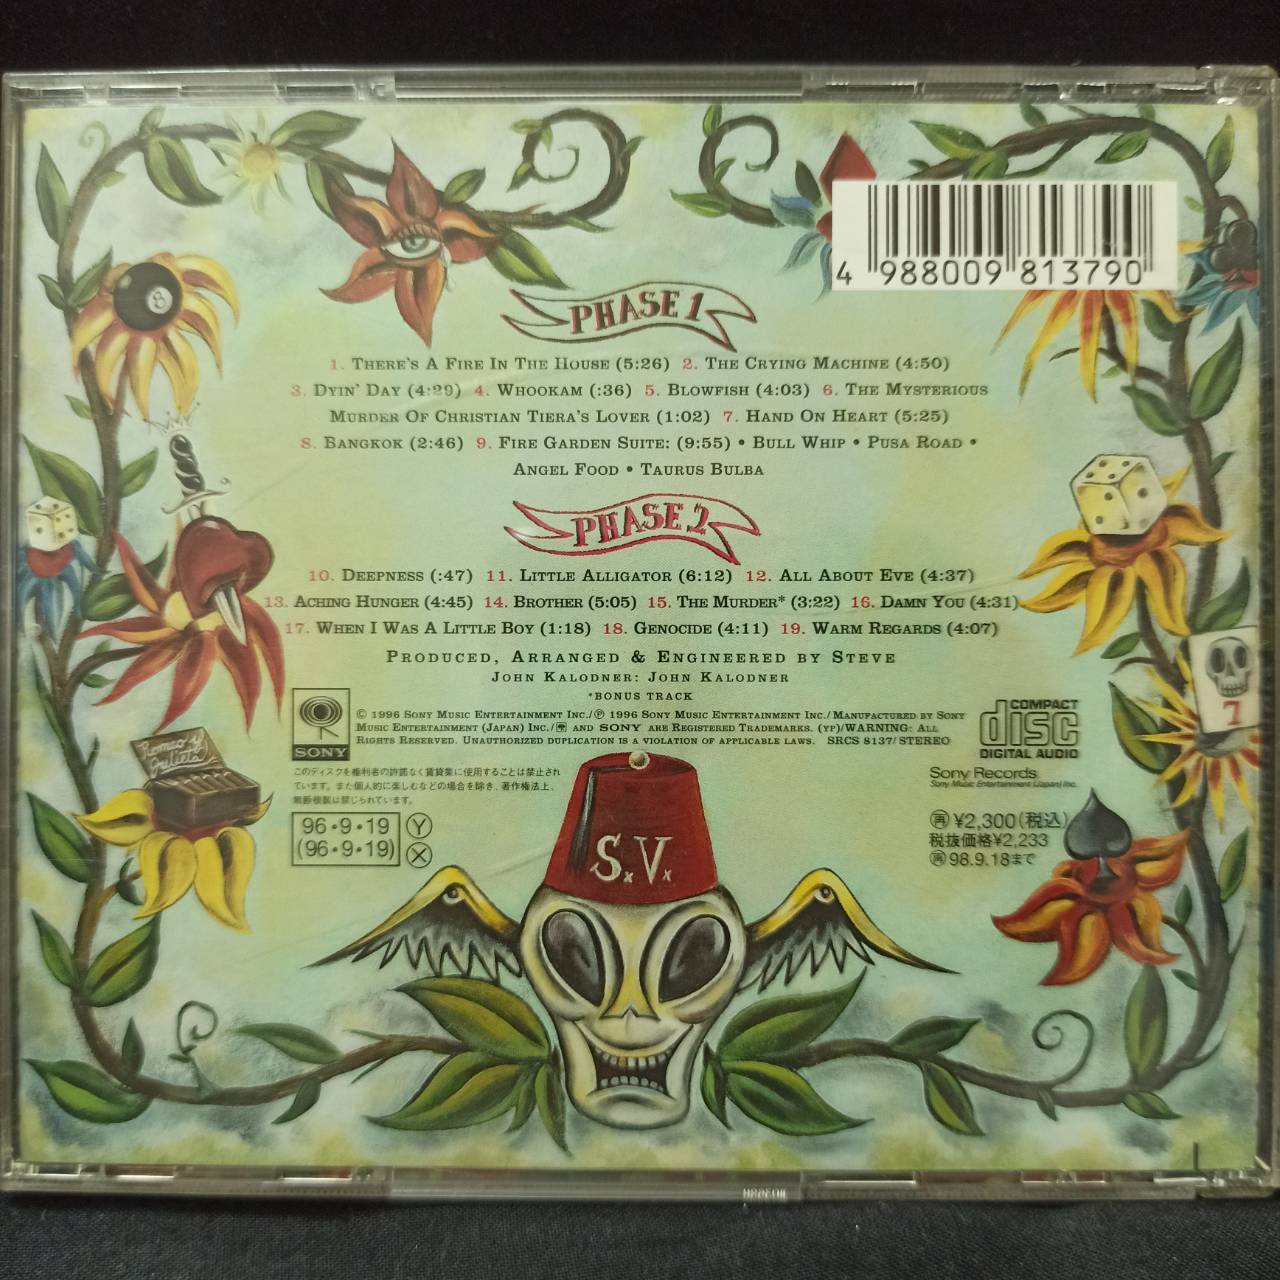 8
4 988009 813790
PHASE 1
1. THERE'S A FIRE IN THE HOUSE (5:26) 2. THE CRYING MACHINE (4:50)
3. DYIN' DAY (4:29) 4. WHOOKAM (:36) 5. BLOWFISH (4:03) 6. THE MYSTERIOUS
MURDER OF CHRISTIAN TIERA'S LOVER (1:02) 7. HAND ON HEART (5:25)
8. BANGKOK (2:46) 9. FIRE GARDEN SUITE: (9:55) • BULL WHIP • PUSA ROAD •
ANGEL FOOD • TAURUS BULBA
PHASE 2
10. DEEPNESS (:47) 11. LITTLE ALLIGATOR (6:12) 12. ALL ABOUT EVE (4:37)
13. ACHING HUNGER (4:45) 14. BROTHER (5:05) 15. THE MURDER* (3:22) 16. DAMN YOU (4:31)
17. WHEN I WAS A LITTLE BOY (1:18) 18. GENOCIDE (4:11) 19. WARM REGARDS (4:07)
PRODUCED, ARRANGED & ENGINEERED BY STEVE
JOHN KALODNER: JOHN KALODNER
*BONUS TRACK
7
SONY
© 1996 SONY MUSIC ENTERTAINMENT INC./℗ 1996 SONY MUSIC ENTERTAINMENT INC./MANUFACTURED BY SONY
MUSIC ENTERTAINMENT (JAPAN) INC./ AND SONY ARE REGISTERED TRADEMARKS. (YP)/WARNING: ALL
RIGHTS RESERVED. UNAUTHORIZED DUPLICATION IS A VIOLATION OF APPLICABLE LAWS. SRCS 8137/STEREO
COMPACT
disc
DIGITAL AUDIO
Romeo y
Julieta
このディスクを権利者の許諾なく賃貸業に使用することは禁止され
ています。また個人的に楽しむなどの場合を除き、著作権法上、
無断複製は禁じられています。
Sony Records
Sony Music Entertainment (Japan) Inc.
96・9・19 Y
(96・9・19) X
再 ¥2,300(税込)
税抜価格¥2,233
再 98.9.18まで
S.V.